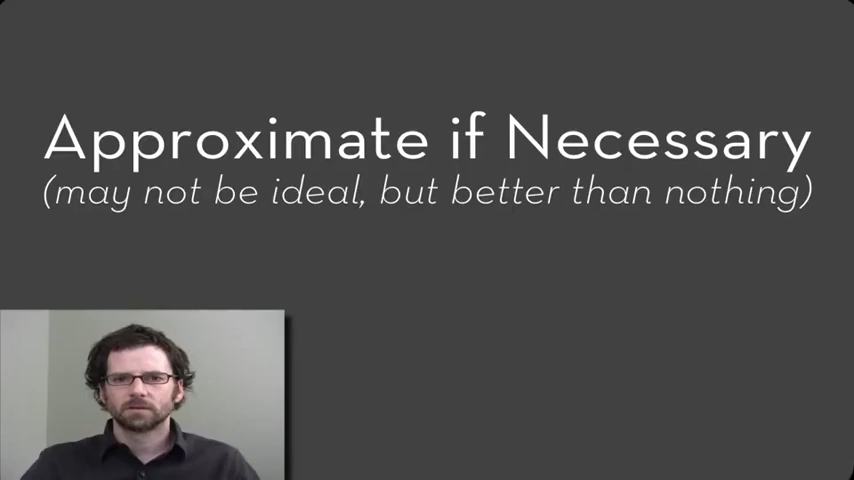 Approximate if Necessary
(may not be ideal, but better than nothing)